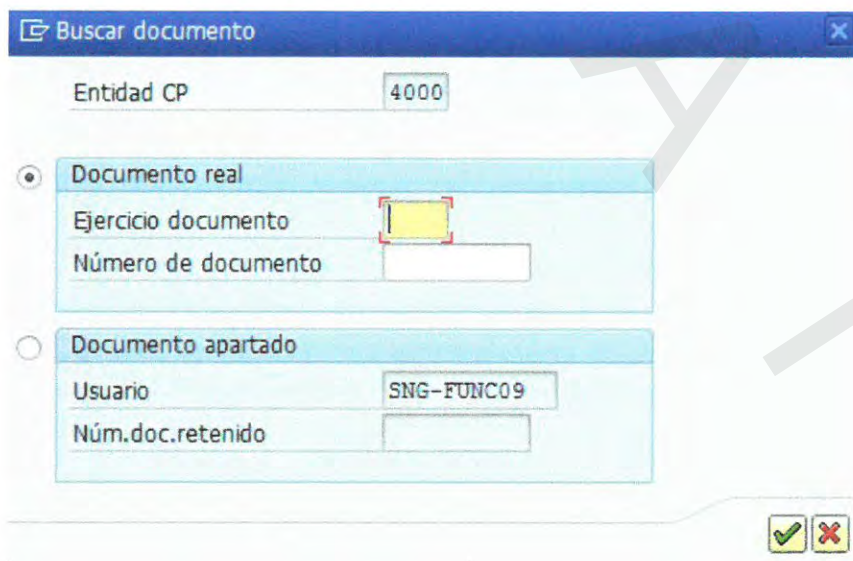 Buscar documento
Entidad CP 4000
Documento real
Ejercicio documento
Número de documento
Documento apartado
Usuario SNG-FUNC09
Núm.doc.retenido